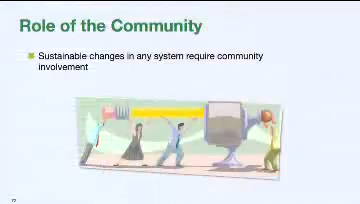 Role of the Community
Sustainable changes in any system require community
involvement